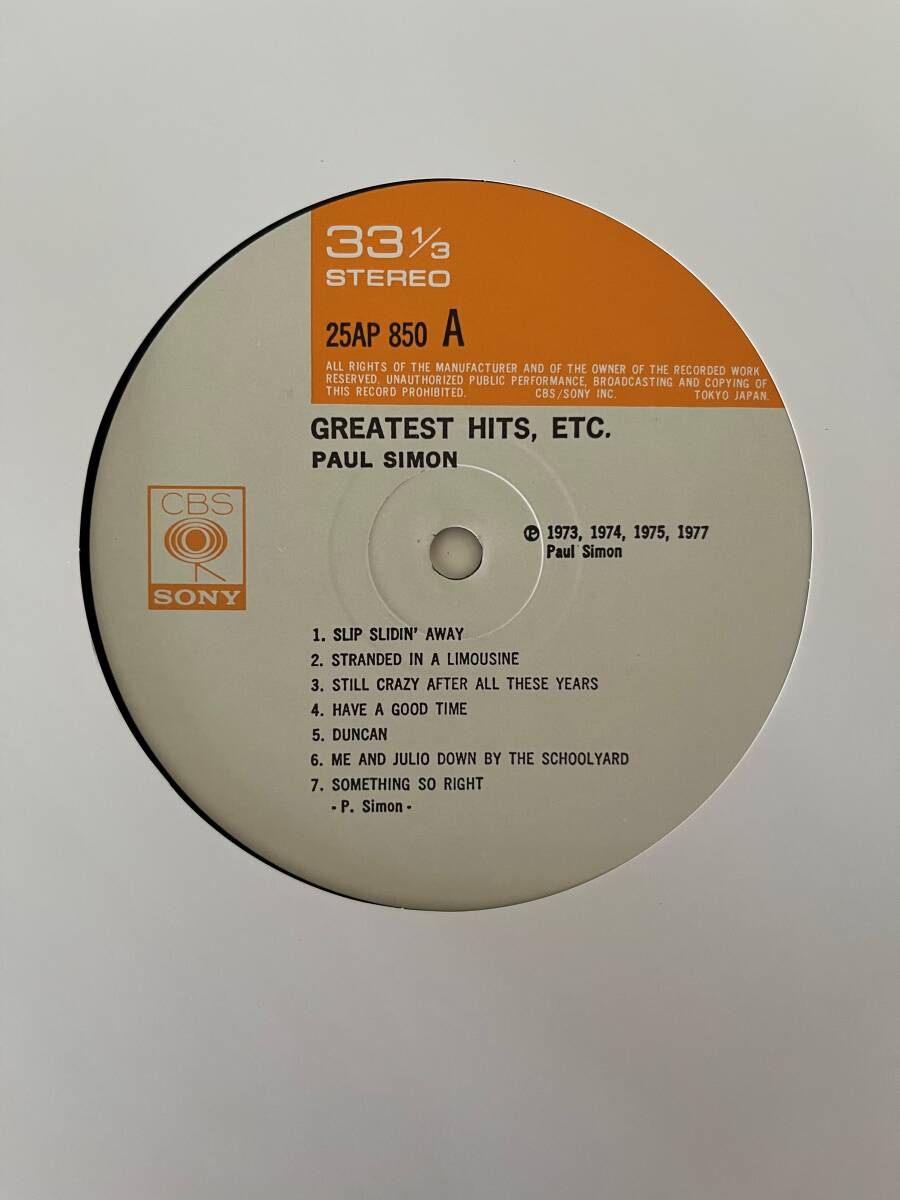 33 1/3
STEREO
25AP 850 A
ALL RIGHTS OF THE MANUFACTURER AND OF THE OWNER OF THE RECORDED WORK
RESERVED. UNAUTHORIZED PUBLIC PERFORMANCE, BROADCASTING AND COPYING OF
THIS RECORD PROHIBITED. CBS/SONY INC. TOKYO JAPAN.
GREATEST HITS, ETC.
PAUL SIMON
CBS
SONY
℗ 1973, 1974, 1975, 1977
Paul Simon
1. SLIP SLIDIN' AWAY
2. STRANDED IN A LIMOUSINE
3. STILL CRAZY AFTER ALL THESE YEARS
4. HAVE A GOOD TIME
5. DUNCAN
6. ME AND JULIO DOWN BY THE SCHOOLYARD
7. SOMETHING SO RIGHT
- P. Simon -